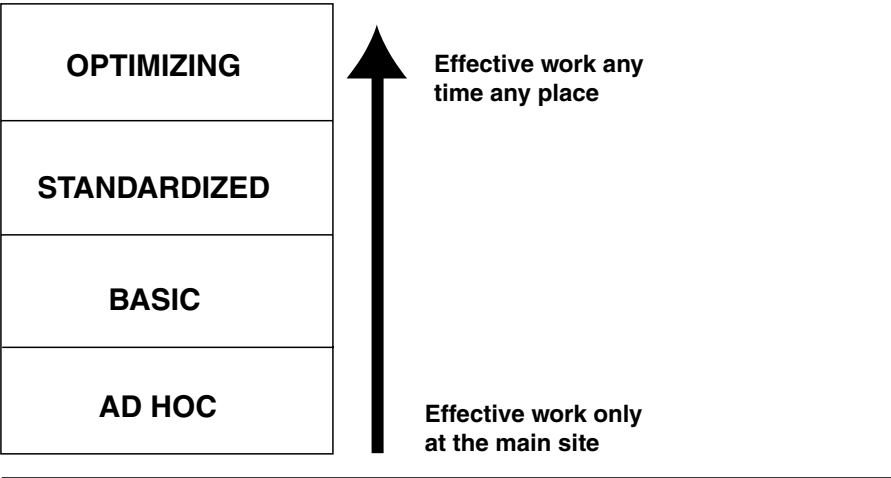 OPTIMIZING
Effective work any
time any place
STANDARDIZED
BASIC
AD HOC
Effective work only
at the main site